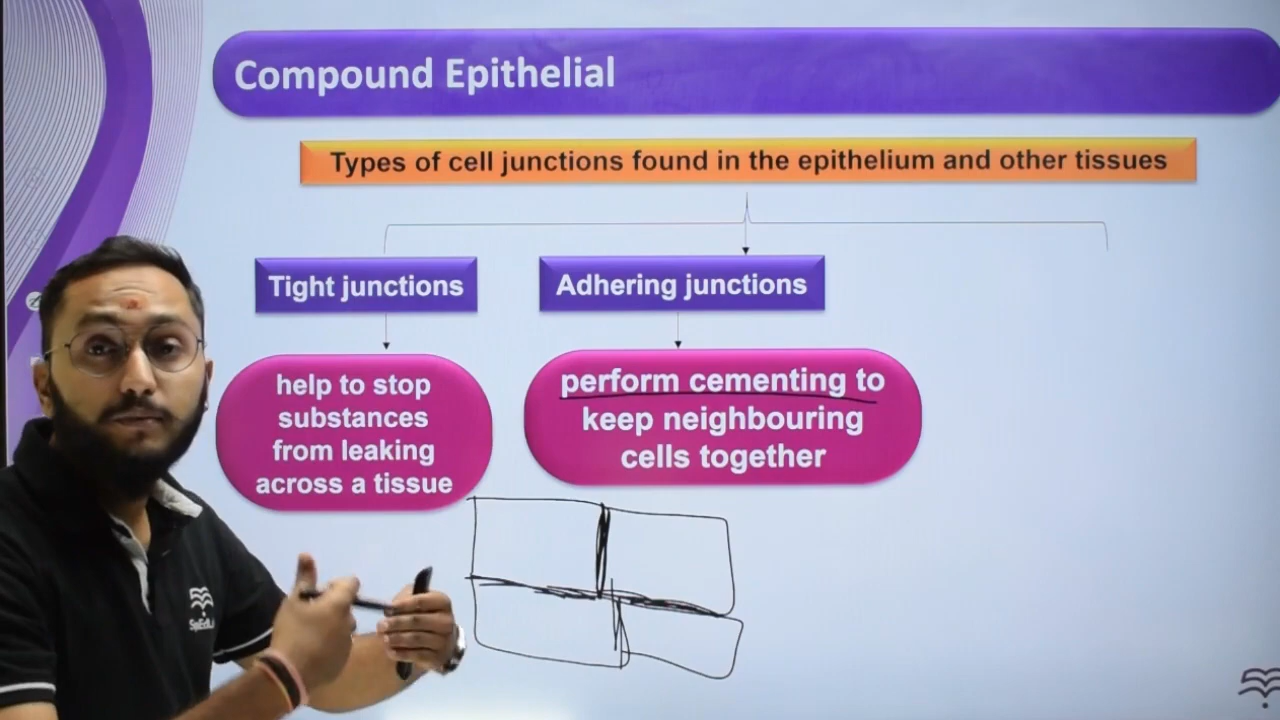 Compound Epithelial
Types of cell junctions found in the epithelium and other tissues
Tight junctions
Adhering junctions
help to stop
substances
from leaking
across a tissue
perform cementing to
keep neighbouring
cells together